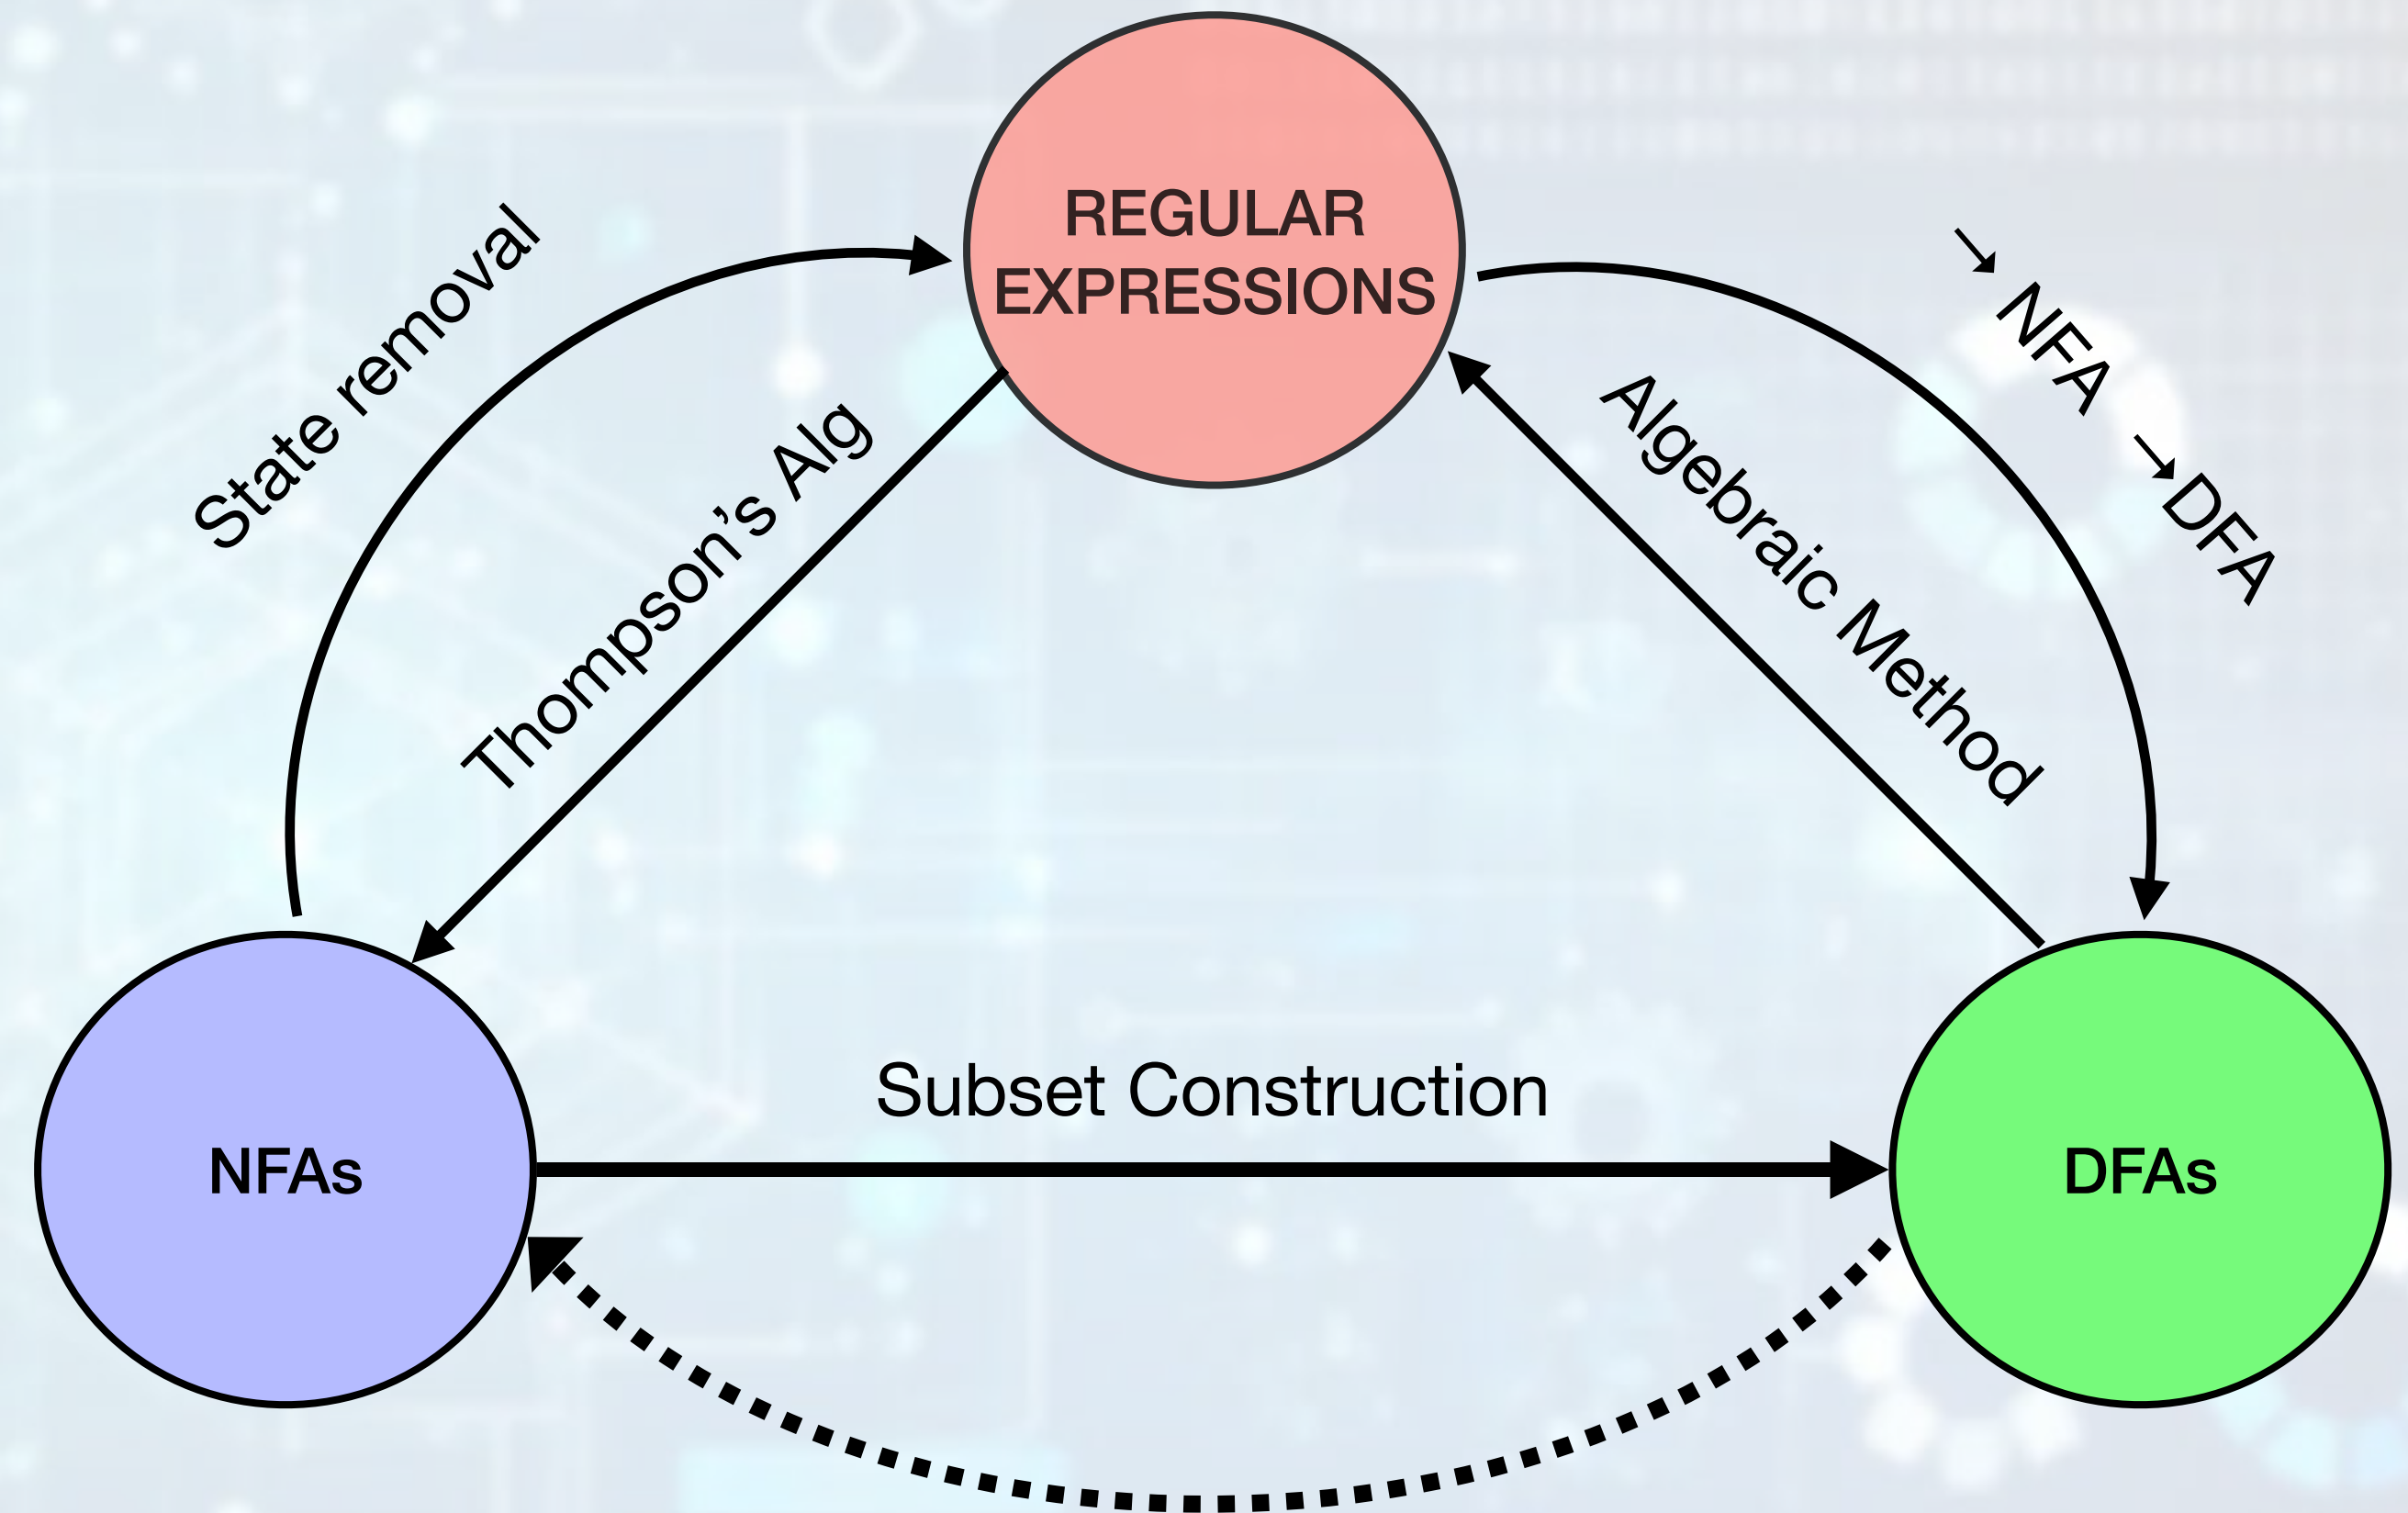 REGULAR
EXPRESSIONS
State removal
Thompson’s Alg
Algebraic Method
→ NFA →DFA
Subset Construction
NFAs
DFAs